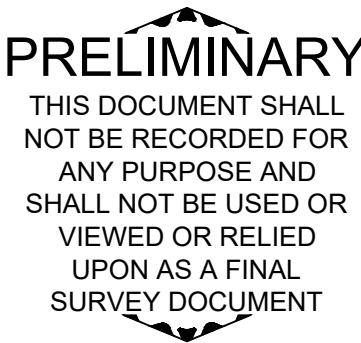 PRELIMINARY
THIS DOCUMENT SHALL
NOT BE RECORDED FOR
ANY PURPOSE AND
SHALL NOT BE USED OR
VIEWED OR RELIED
UPON AS A FINAL
SURVEY DOCUMENT